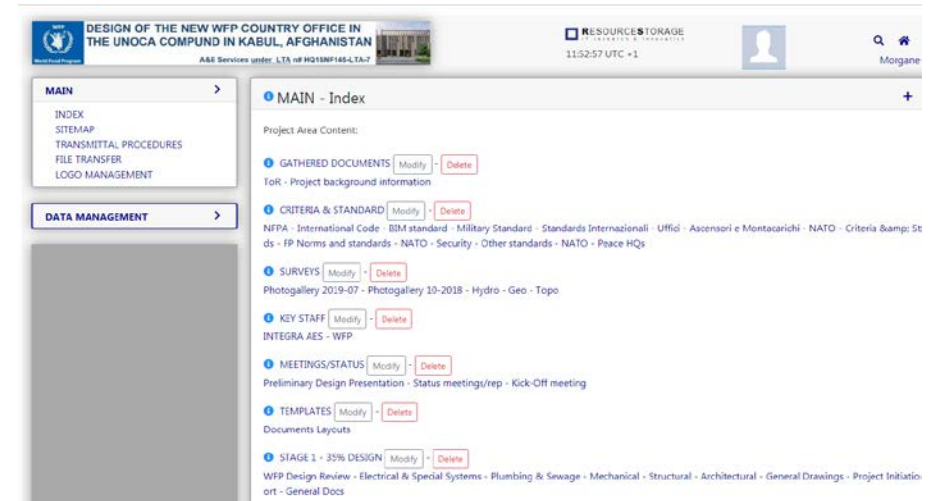 WFP
World Food Program
DESIGN OF THE NEW WFP COUNTRY OFFICE IN
THE UNOCA COMPUND IN KABUL, AFGHANISTAN
A&E Services under LTA n# HQ15NF145-LTA-7
RESOURCESTORAGE
11:52:57 UTC +1
Morgane
MAIN >
INDEX
SITEMAP
TRANSMITTAL PROCEDURES
FILE TRANSFER
LOGO MANAGEMENT
DATA MANAGEMENT >
MAIN - Index +
Project Area Content:
GATHERED DOCUMENTS Modify - Delete
ToR - Project background information
CRITERIA & STANDARD Modify - Delete
NFPA - International Code - BIM standard - Military Standard - Standards Internazionali - Uffici - Ascensori e Montacarichi - NATO - Criteria &amp; St
ds - FP Norms and standards - NATO - Security - Other standards - NATO - Peace HQs
SURVEYS Modify - Delete
Photogallery 2019-07 - Photogallery 10-2018 - Hydro - Geo - Topo
KEY STAFF Modify - Delete
INTEGRA AES - WFP
MEETINGS/STATUS Modify - Delete
Preliminary Design Presentation - Status meetings/rep - Kick-Off meeting
TEMPLATES Modify - Delete
Documents Layouts
STAGE 1 - 35% DESIGN Modify - Delete
WFP Design Review - Electrical & Special Systems - Plumbing & Sewage - Mechanical - Structural - Architectural - General Drawings - Project Initiatio
ort - General Docs